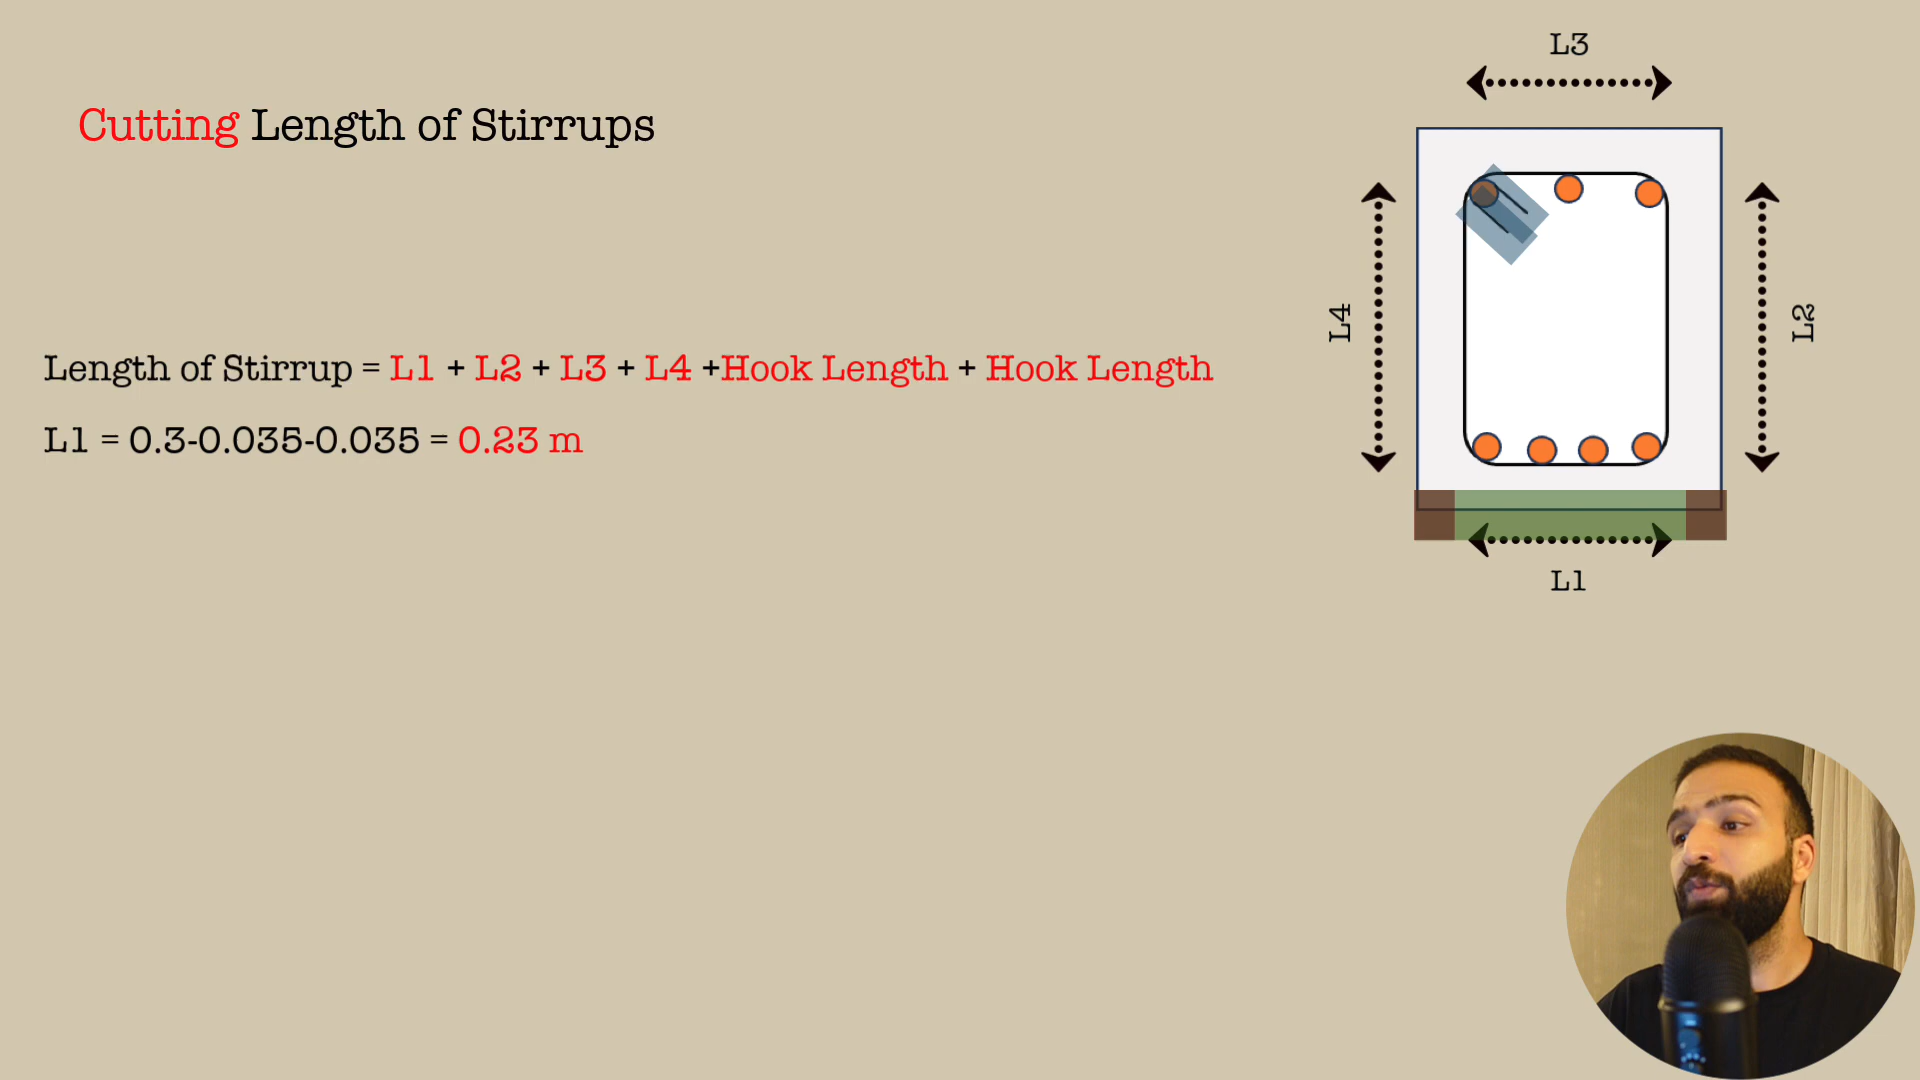 Cutting Length of Stirrups
Length of Stirrup = L1 + L2 + L3 + L4 +Hook Length + Hook Length
L1 = 0.3-0.035-0.035 = 0.23 m
L3
L4
L2
L1